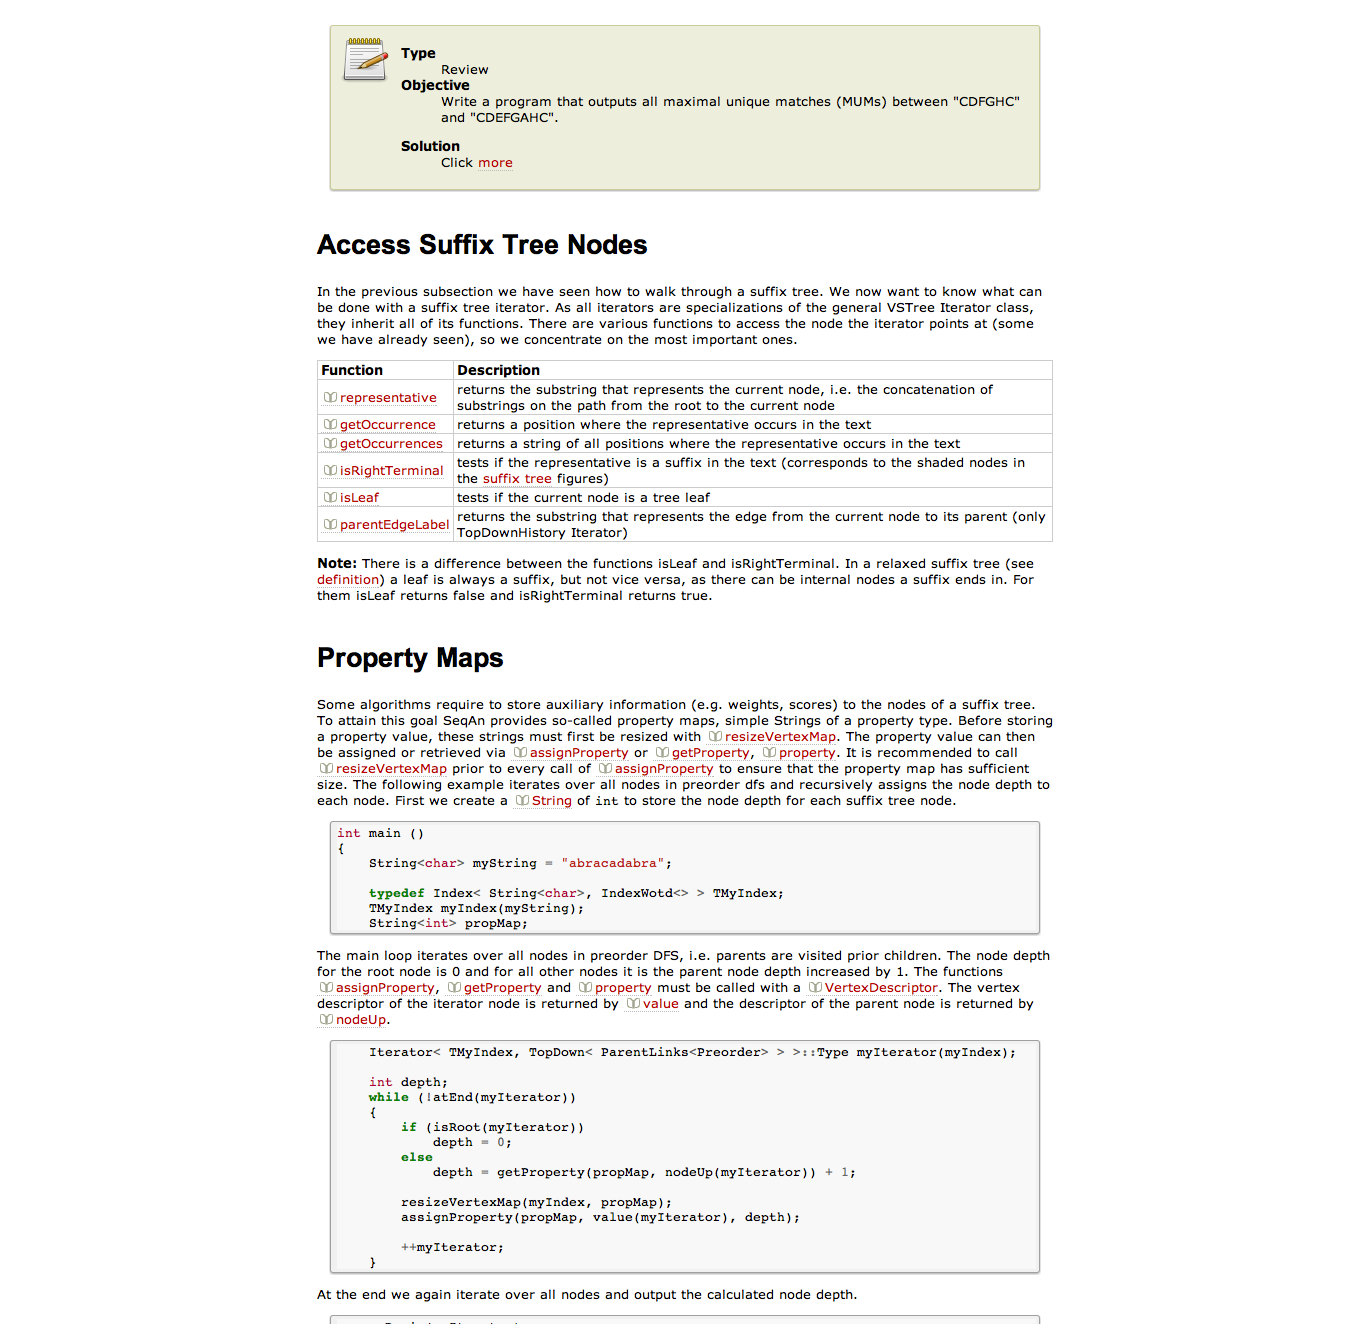 Type
Review
Objective
Write a program that outputs all maximal unique matches (MUMs) between "CDFGHC"
and "CDEFGAHC".
Solution
Click more
Access Suffix Tree Nodes
In the previous subsection we have seen how to walk through a suffix tree. We now want to know what can
be done with a suffix tree iterator. As all iterators are specializations of the general VSTree Iterator class,
they inherit all of its functions. There are various functions to access the node the iterator points at (some
we have already seen), so we concentrate on the most important ones.
Function Description
representative returns the substring that represents the current node, i.e. the concatenation of
substrings on the path from the root to the current node
getOccurrence returns a position where the representative occurs in the text
getOccurrences returns a string of all positions where the representative occurs in the text
isRightTerminal tests if the representative is a suffix in the text (corresponds to the shaded nodes in
the suffix tree figures)
isLeaf tests if the current node is a tree leaf
parentEdgeLabel returns the substring that represents the edge from the current node to its parent (only
TopDownHistory Iterator)
Note: There is a difference between the functions isLeaf and isRightTerminal. In a relaxed suffix tree (see
definition) a leaf is always a suffix, but not vice versa, as there can be internal nodes a suffix ends in. For
them isLeaf returns false and isRightTerminal returns true.
Property Maps
Some algorithms require to store auxiliary information (e.g. weights, scores) to the nodes of a suffix tree.
To attain this goal SeqAn provides so-called property maps, simple Strings of a property type. Before storing
a property value, these strings must first be resized with resizeVertexMap. The property value can then
be assigned or retrieved via assignProperty or getProperty, property. It is recommended to call
resizeVertexMap prior to every call of assignProperty to ensure that the property map has sufficient
size. The following example iterates over all nodes in preorder dfs and recursively assigns the node depth to
each node. First we create a String of int to store the node depth for each suffix tree node.
int main ()
{
String<char> myString = "abracadabra";
typedef Index< String<char>, IndexWotd<> > TMyIndex;
TMyIndex myIndex(myString);
String<int> propMap;
The main loop iterates over all nodes in preorder DFS, i.e. parents are visited prior children. The node depth
for the root node is 0 and for all other nodes it is the parent node depth increased by 1. The functions
assignProperty, getProperty and property must be called with a VertexDescriptor. The vertex
descriptor of the iterator node is returned by value and the descriptor of the parent node is returned by
nodeUp.
Iterator< TMyIndex, TopDown< ParentLinks<Preorder> > >::Type myIterator(myIndex);
int depth;
while (!atEnd(myIterator))
{
if (isRoot(myIterator))
depth = 0;
else
depth = getProperty(propMap, nodeUp(myIterator)) + 1;
resizeVertexMap(myIndex, propMap);
assignProperty(propMap, value(myIterator), depth);
++myIterator;
}
At the end we again iterate over all nodes and output the calculated node depth.